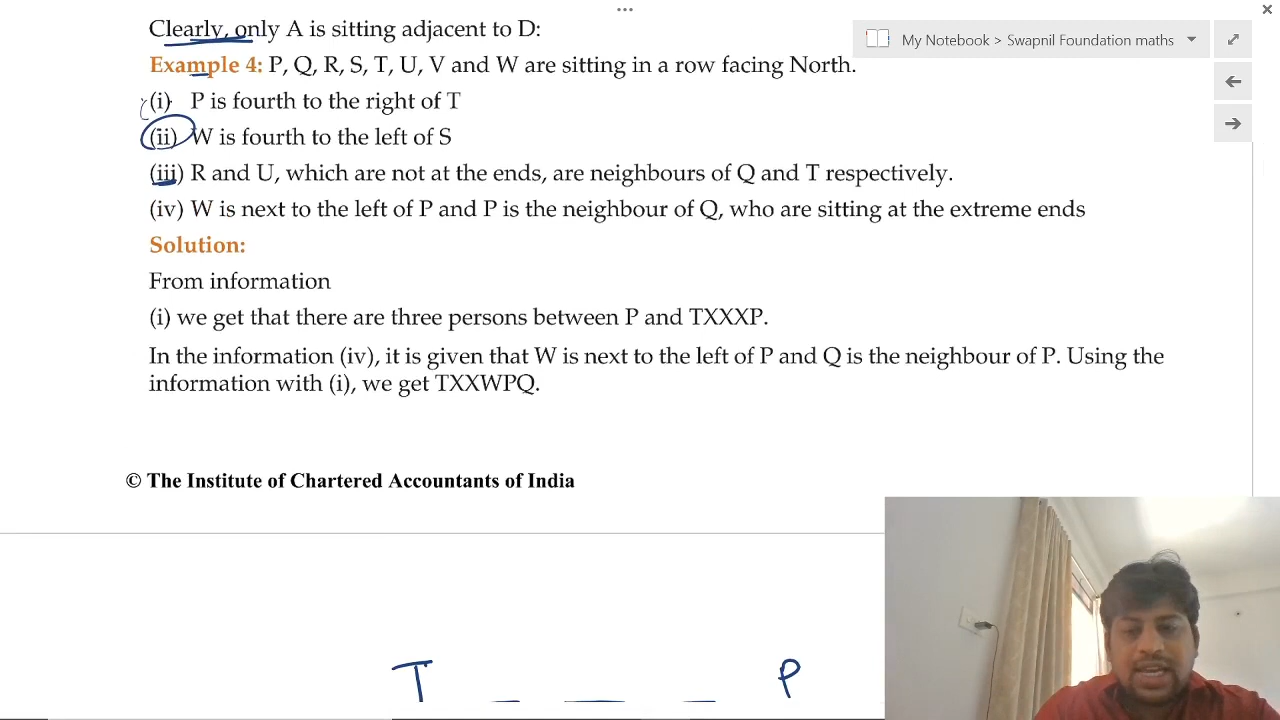 Clearly, only A is sitting adjacent to D:
My Notebook > Swapnil Foundation maths
Example 4: P, Q, R, S, T, U, V and W are sitting in a row facing North.
(i) P is fourth to the right of T
(ii) W is fourth to the left of S
(iii) R and U, which are not at the ends, are neighbours of Q and T respectively.
(iv) W is next to the left of P and P is the neighbour of Q, who are sitting at the extreme ends
Solution:
From information
(i) we get that there are three persons between P and TXXXP.
In the information (iv), it is given that W is next to the left of P and Q is the neighbour of P. Using the
information with (i), we get TXXWPQ.
© The Institute of Chartered Accountants of India
T _ _ _ P